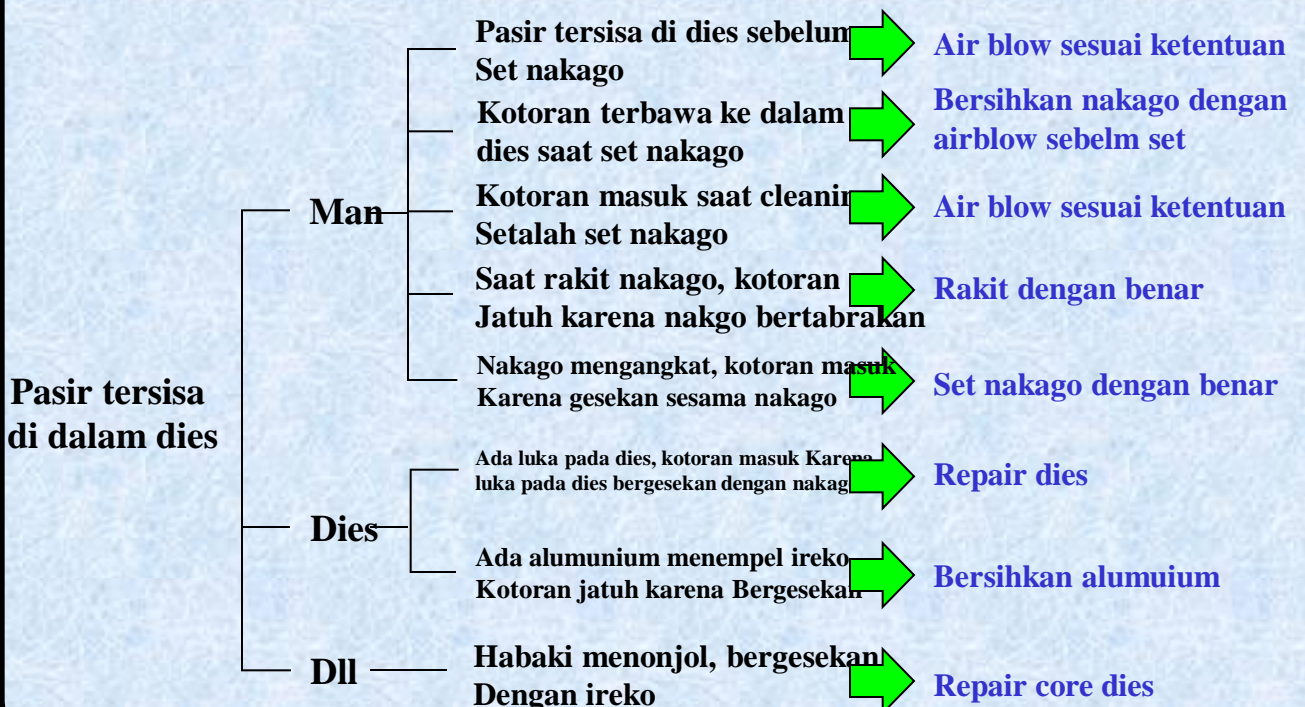 Pasir tersisa
di dalam dies
Man
Pasir tersisa di dies sebelum
Set nakago
Air blow sesuai ketentuan
Kotoran terbawa ke dalam
dies saat set nakago
Bersihkan nakago dengan
airblow sebelm set
Kotoran masuk saat cleanin
Setalah set nakago
Air blow sesuai ketentuan
Saat rakit nakago, kotoran
Jatuh karena nakgo bertabrakan
Rakit dengan benar
Nakago mengangkat, kotoran masuk
Karena gesekan sesama nakago
Set nakago dengan benar
Dies
Ada luka pada dies, kotoran masuk Karena
luka pada dies bergesekan dengan nakag
Repair dies
Ada alumunium menempel ireko
Kotoran jatuh karena Bergesekan
Bersihkan alumuium
Dll
Habaki menonjol, bergesekan
Dengan ireko
Repair core dies